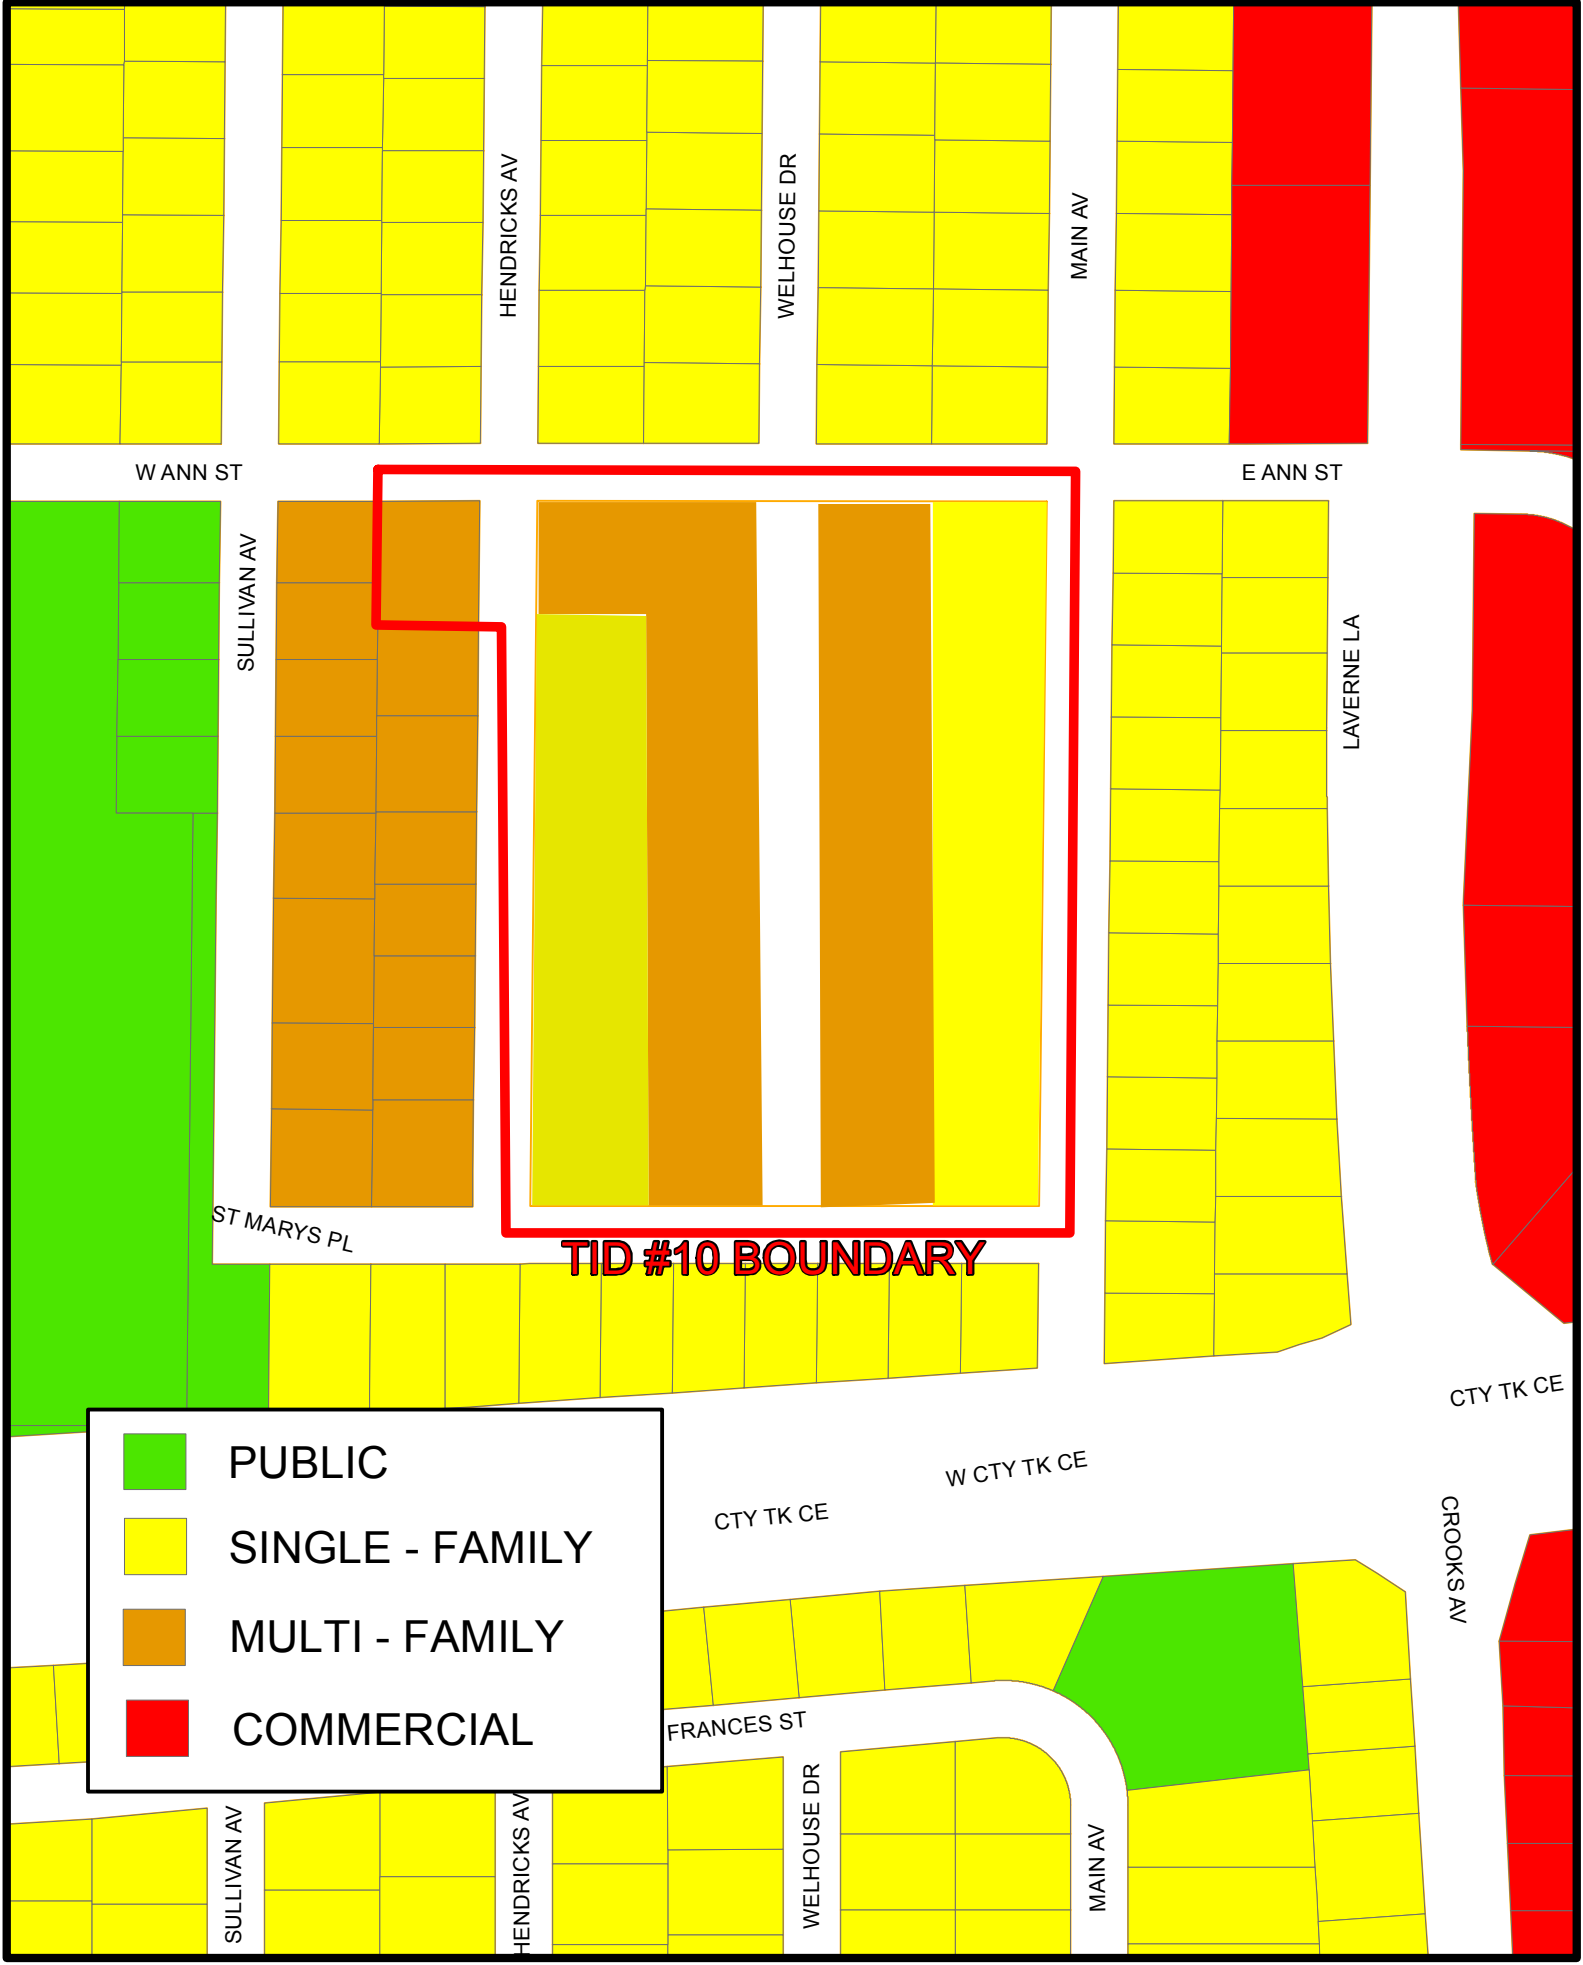 HENDRICKS AV
WELHOUSE DR
MAIN AV
W ANN ST
E ANN ST
SULLIVAN AV
LAVERNE LA
ST MARYS PL
TID #10 BOUNDARY
CTY TK CE
W CTY TK CE
CTY TK CE
CROOKS AV
PUBLIC
SINGLE - FAMILY
MULTI - FAMILY
COMMERCIAL
FRANCES ST
SULLIVAN AV
HENDRICKS AV
WELHOUSE DR
MAIN AV